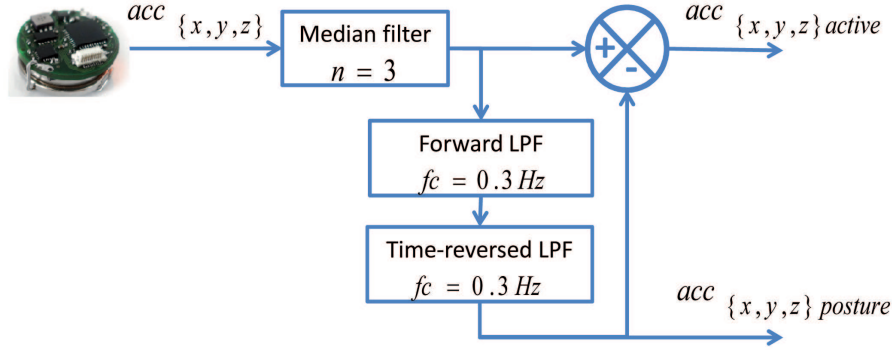 acc {x,y,z}
Median filter
n = 3
+
-
acc {x,y,z} active
Forward LPF
fc = 0.3 Hz
Time-reversed LPF
fc = 0.3 Hz
acc {x,y,z} posture